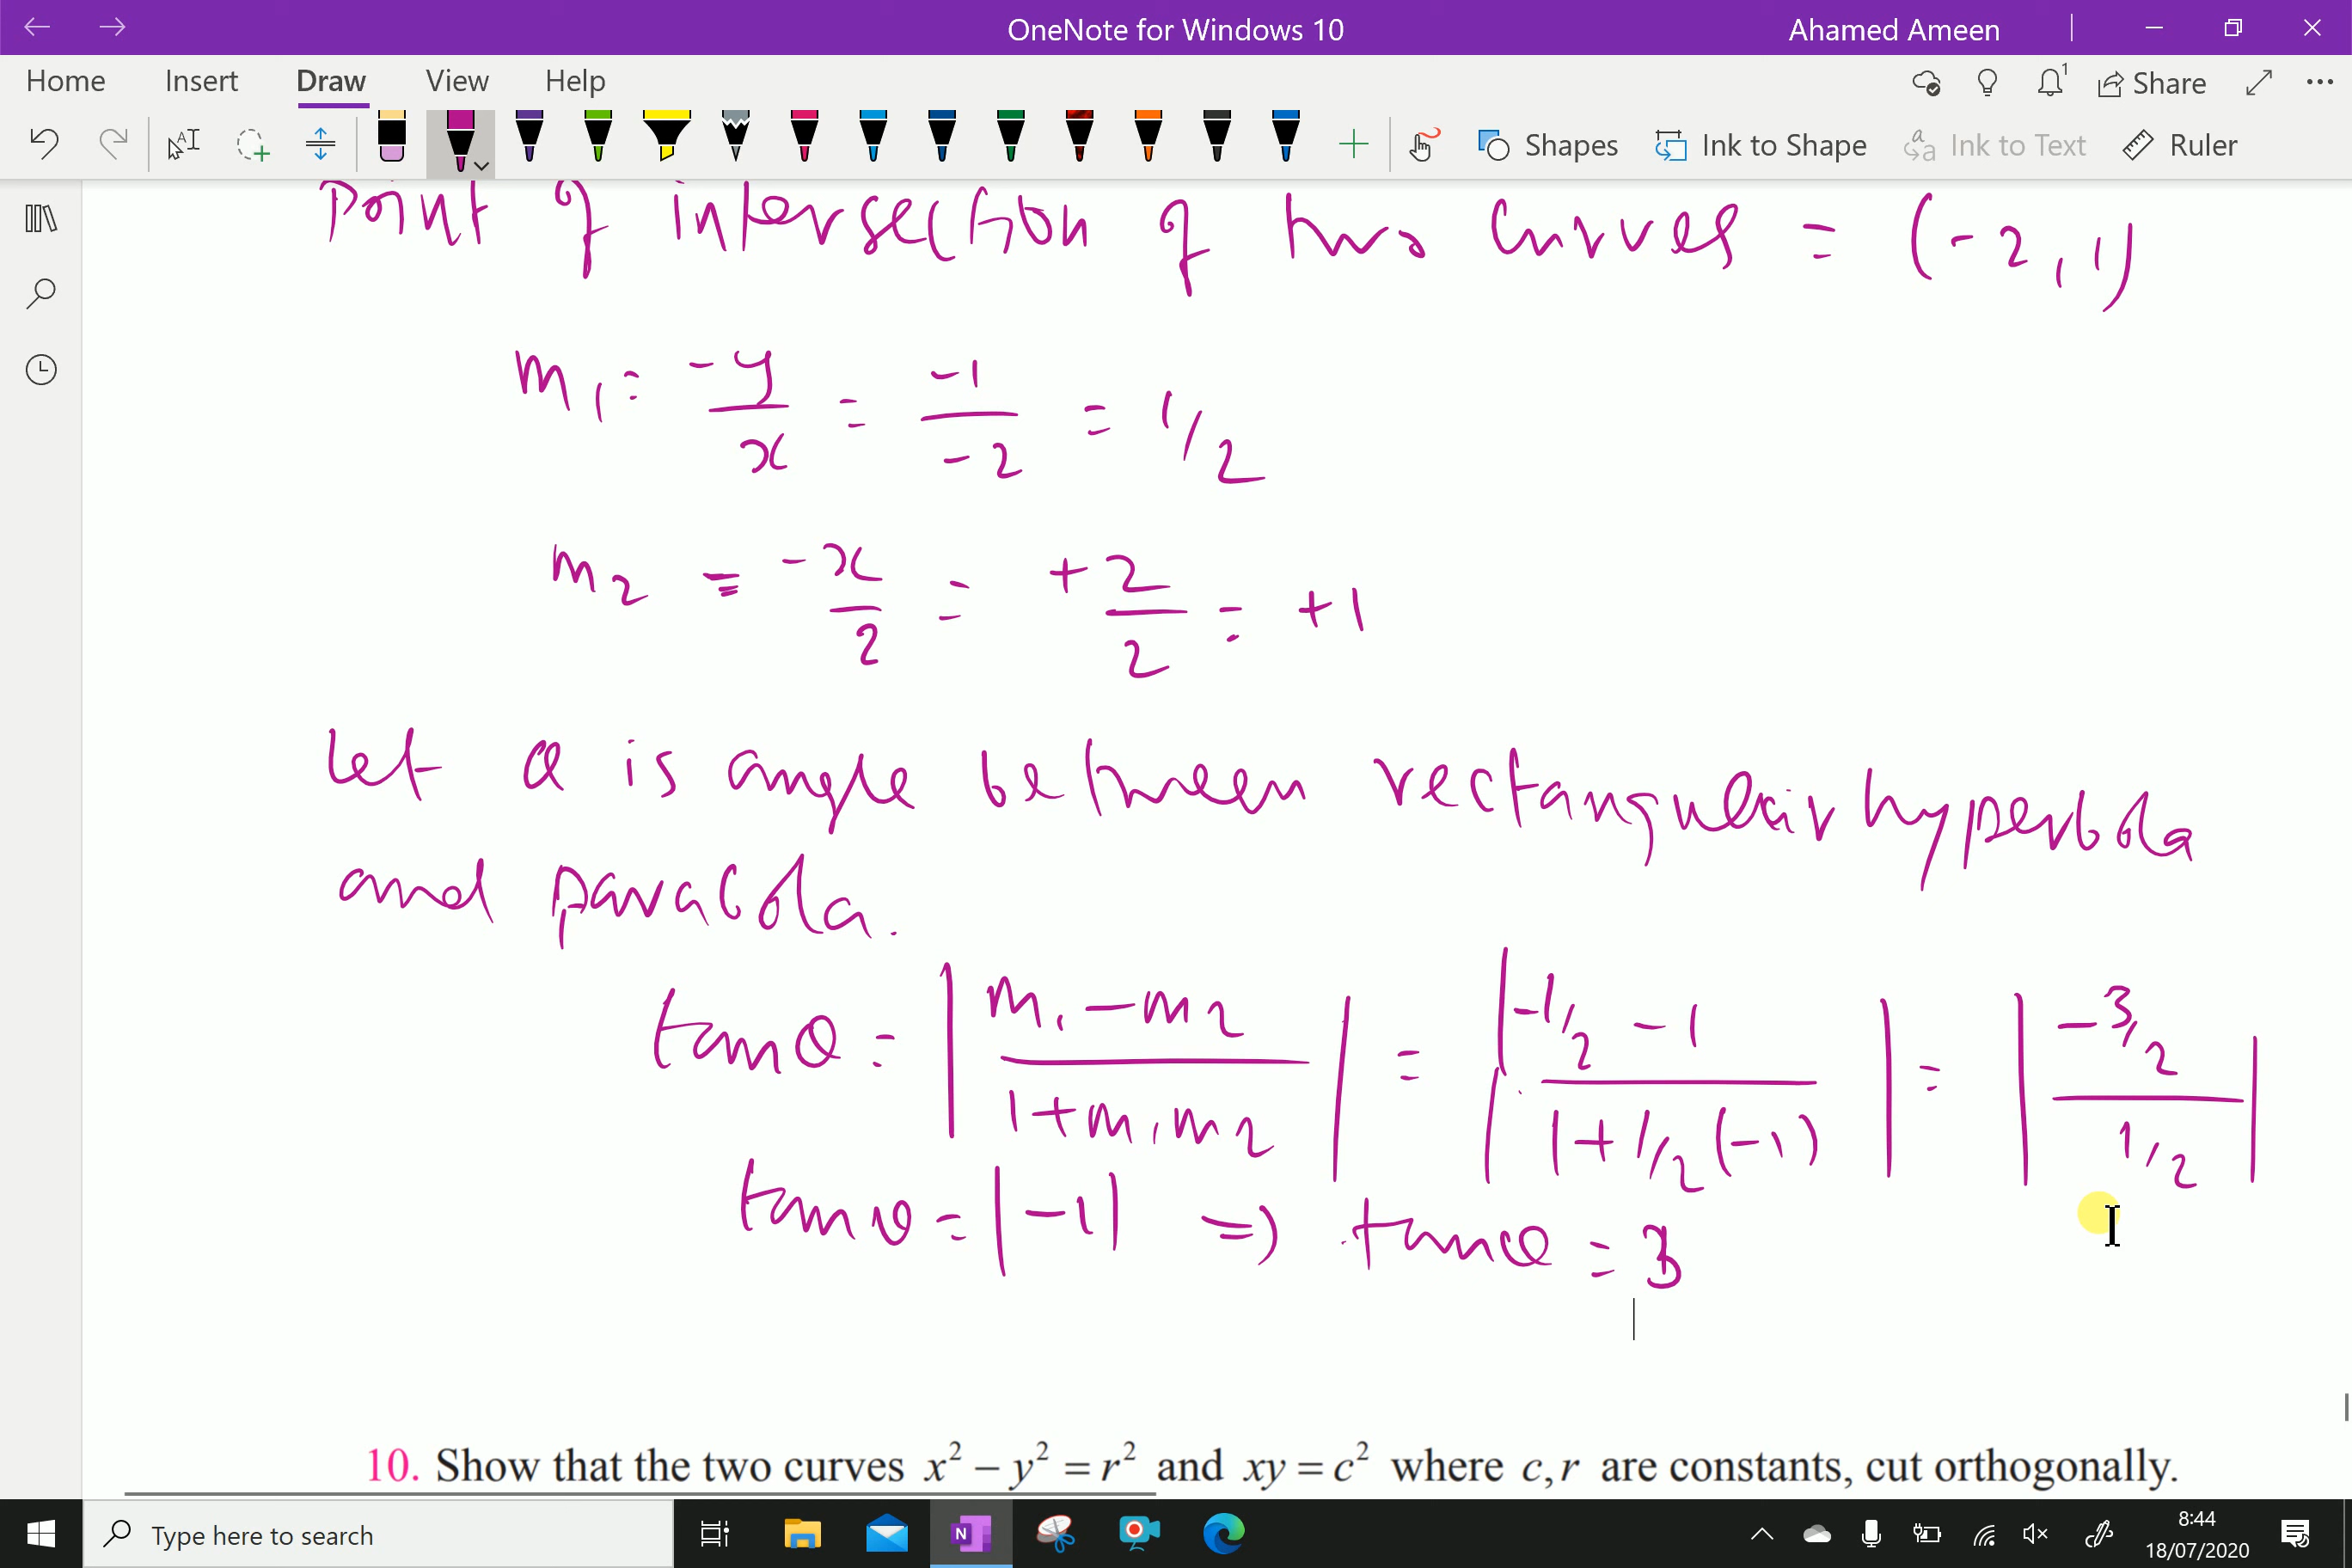 OneNote for Windows 10
Ahamed Ameen
Home Insert Draw View Help
1
Share
Shapes Ink to Shape Ink to Text Ruler
Point of intersection of two curves = (-2, 1)
m₁ = -y/x = -1/-2 = 1/2
m₂ = -x/2 = +2/2 = +1
Let θ is angle between rectangular hyperbola
and parabola.
tanθ = |(m₁ - m₂)/(1 + m₁m₂)| = |(-1/2 - 1)/(1 + 1/2(-1))| = |(-3/2)/(1/2)|
tanθ = |-1| ⇒ tanθ = 3
10. Show that the two curves x² − y² = r² and xy = c² where c, r are constants, cut orthogonally.
Type here to search
N
8:44
18/07/2020